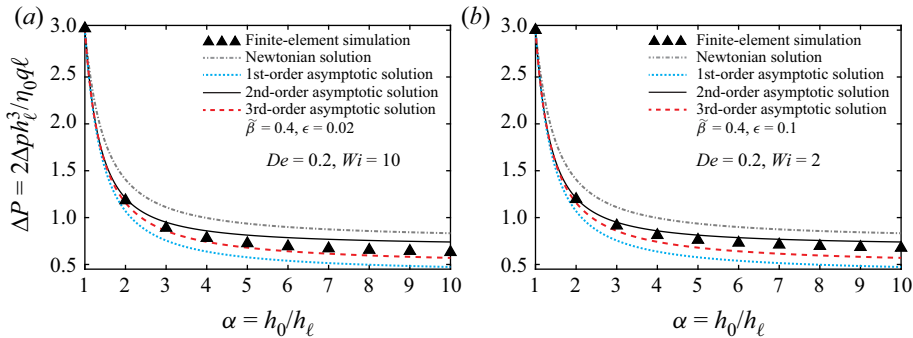 (a)
3.0
2.5
2.0
1.5
1.0
0.5
ΔP = 2Δph_ℓ^3/η_0qℓ
Finite-element simulation
Newtonian solution
1st-order asymptotic solution
2nd-order asymptotic solution
3rd-order asymptotic solution
β̃ = 0.4, ϵ = 0.02
De = 0.2, Wi = 10
1 2 3 4 5 6 7 8 9 10
α = h_0/h_ℓ
(b)
3.0
2.5
2.0
1.5
1.0
0.5
Finite-element simulation
Newtonian solution
1st-order asymptotic solution
2nd-order asymptotic solution
3rd-order asymptotic solution
β̃ = 0.4, ϵ = 0.1
De = 0.2, Wi = 2
1 2 3 4 5 6 7 8 9 10
α = h_0/h_ℓ